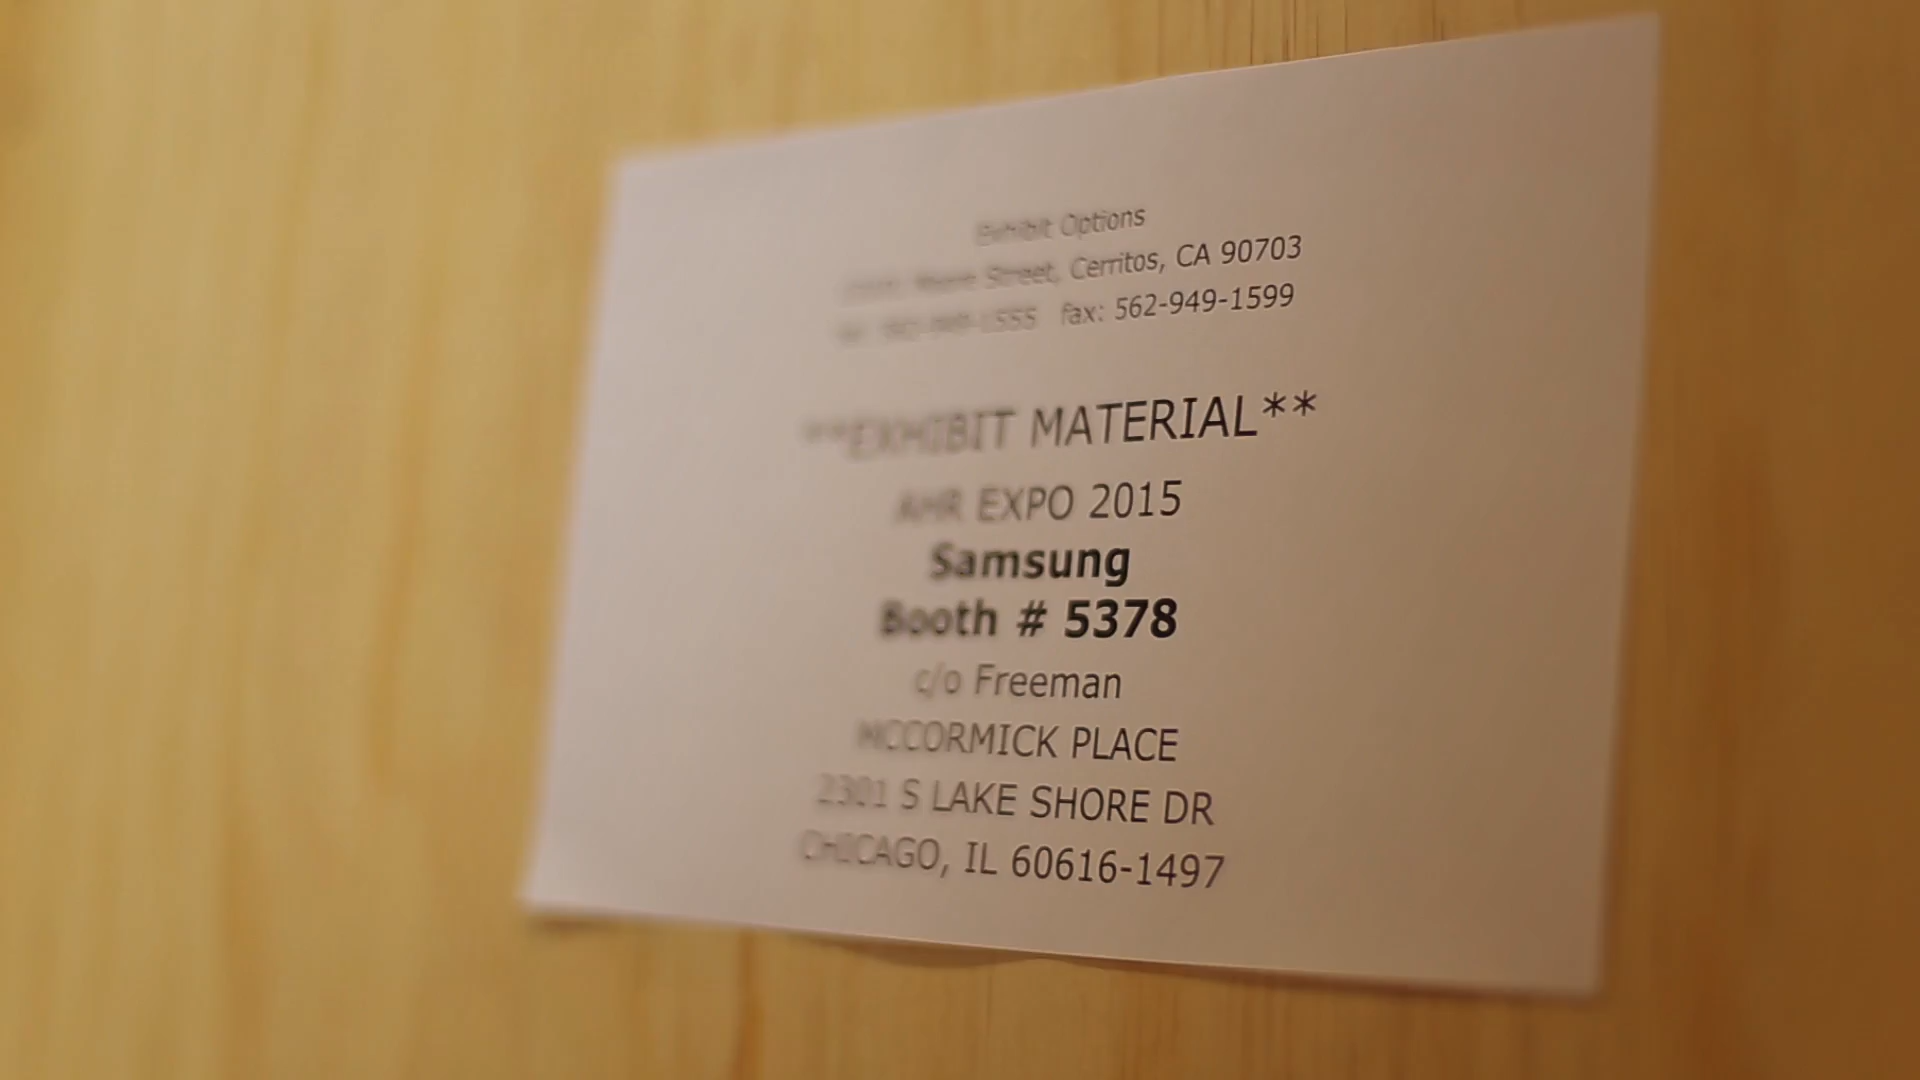 Exhibit Options
Street, Cerritos, CA 90703
fax: 562-949-1599
**EXHIBIT MATERIAL**
AHR EXPO 2015
Samsung
Booth # 5378
c/o Freeman
MCCORMICK PLACE
2301 S LAKE SHORE DR
CHICAGO, IL 60616-1497